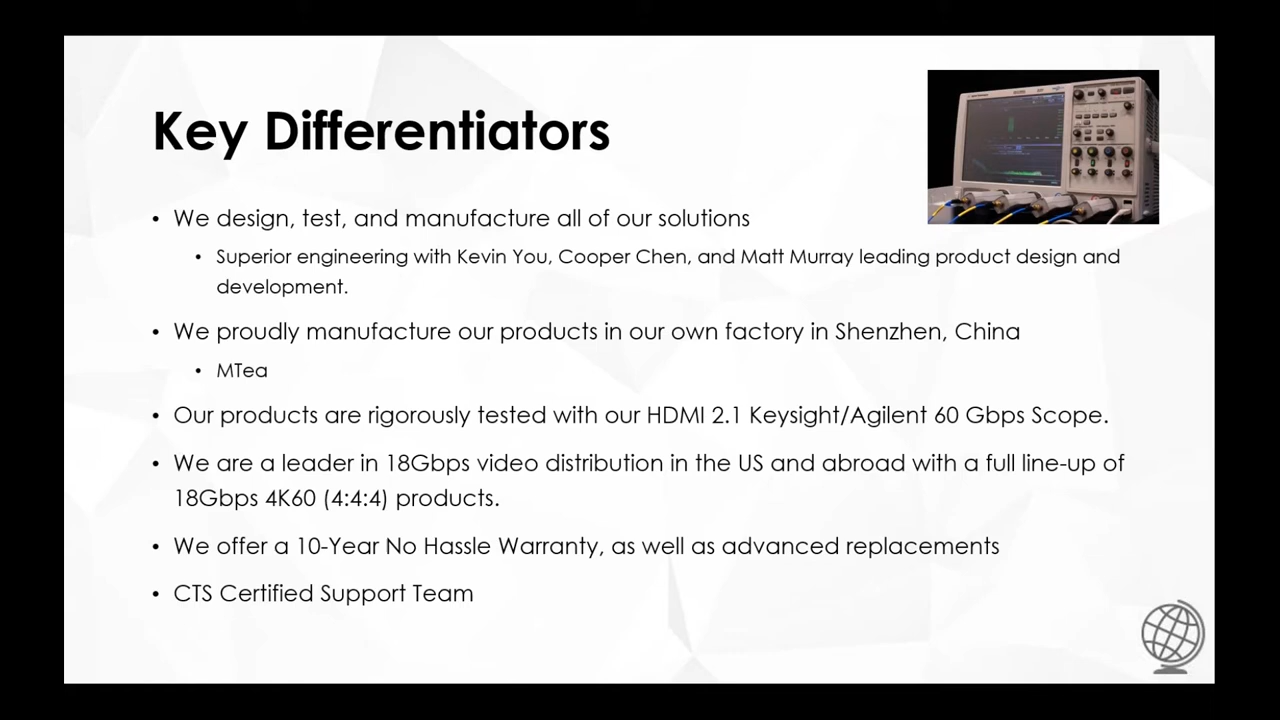 Key Differentiators
• We design, test, and manufacture all of our solutions
• Superior engineering with Kevin You, Cooper Chen, and Matt Murray leading product design and
development.
• We proudly manufacture our products in our own factory in Shenzhen, China
• MTea
• Our products are rigorously tested with our HDMI 2.1 Keysight/Agilent 60 Gbps Scope.
• We are a leader in 18Gbps video distribution in the US and abroad with a full line-up of
18Gbps 4K60 (4:4:4) products.
• We offer a 10-Year No Hassle Warranty, as well as advanced replacements
• CTS Certified Support Team